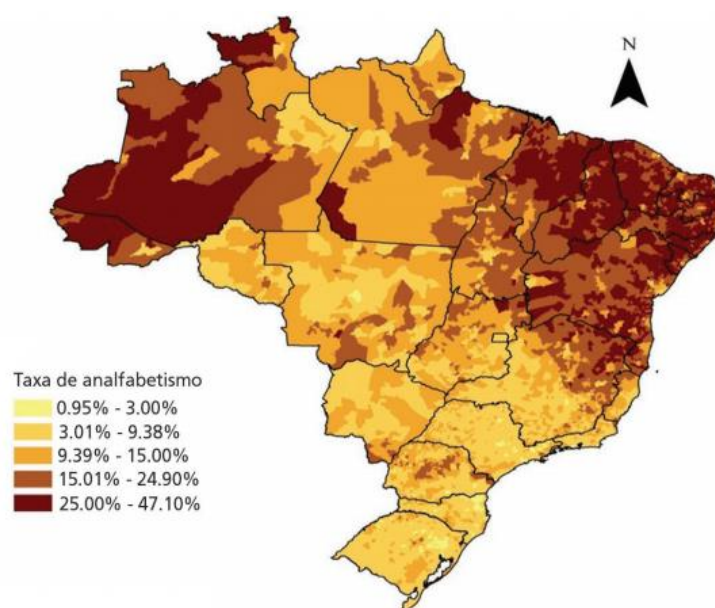 N
Taxa de analfabetismo
0.95% - 3.00%
3.01% - 9.38%
9.39% - 15.00%
15.01% - 24.90%
25.00% - 47.10%